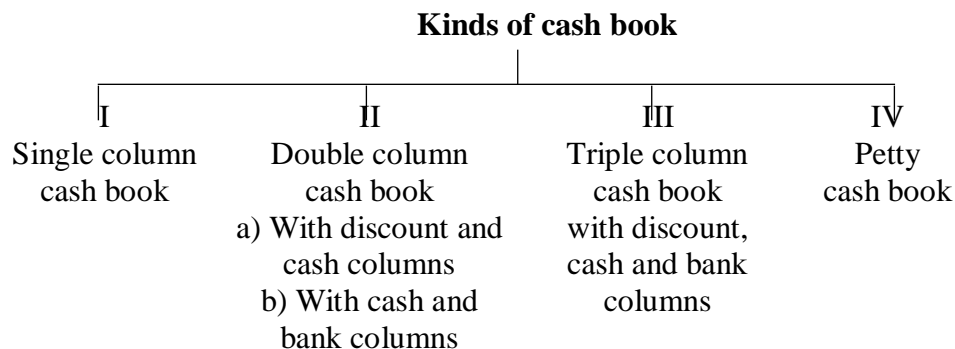 Kinds of cash book
I
Single column
cash book
II
Double column
cash book
a) With discount and
cash columns
b) With cash and
bank columns
III
Triple column
cash book
with discount,
cash and bank
columns
IV
Petty
cash book